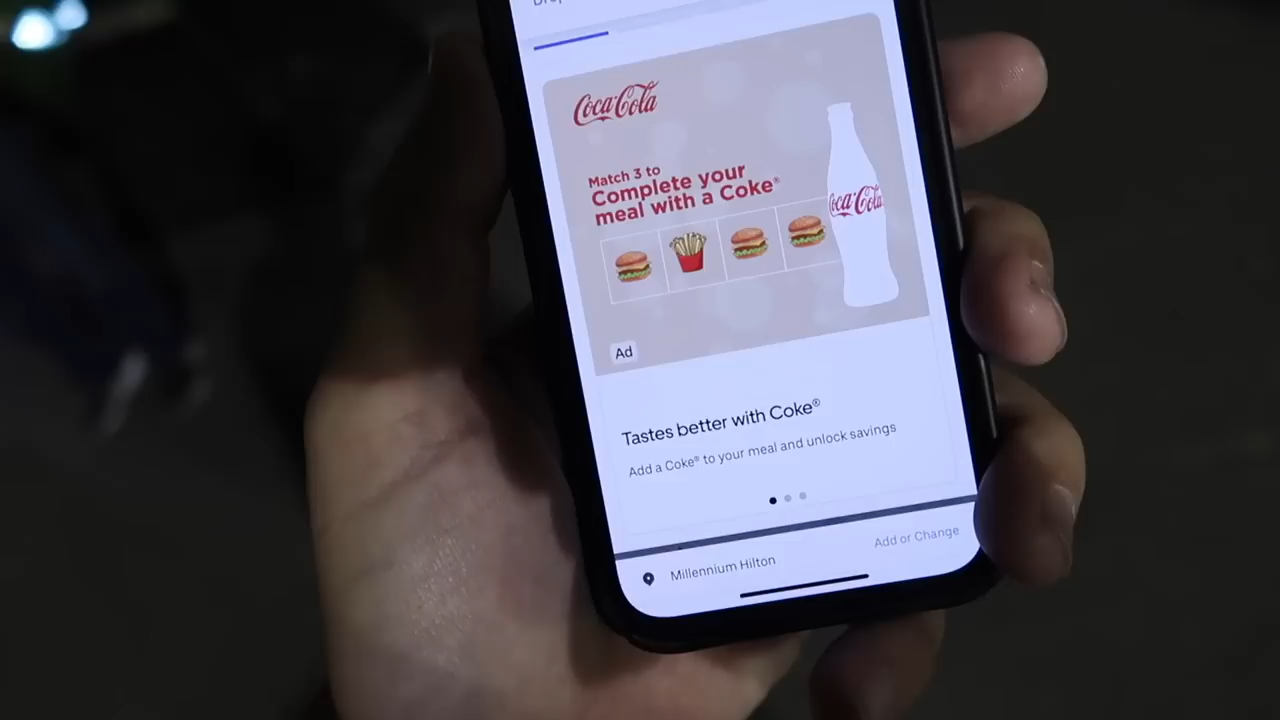 Coca-Cola
Match 3 to
Complete your
meal with a Coke®
Coca-Cola
Ad
Tastes better with Coke®
Add a Coke® to your meal and unlock savings
Millennium Hilton
Add or Change